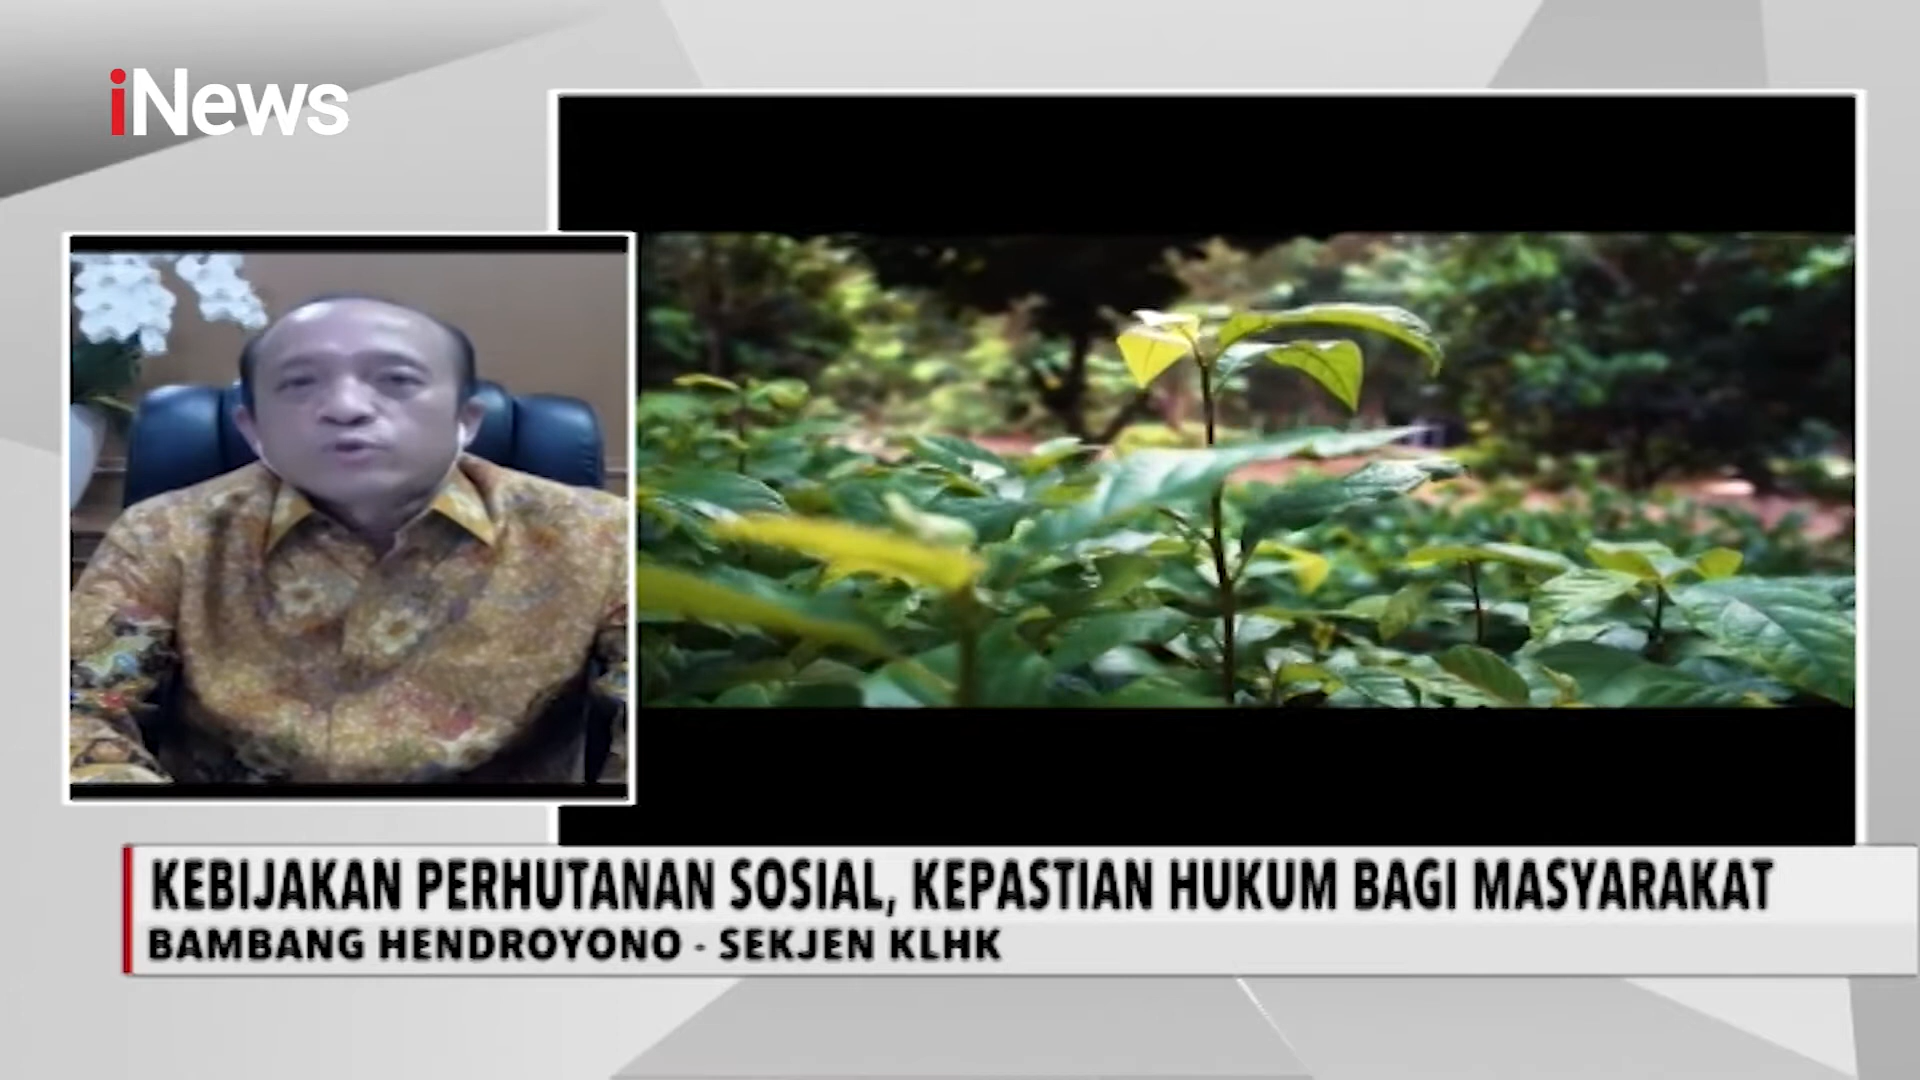 iNews
KEBIJAKAN PERHUTANAN SOSIAL, KEPASTIAN HUKUM BAGI MASYARAKAT
BAMBANG HENDROYONO - SEKJEN KLHK